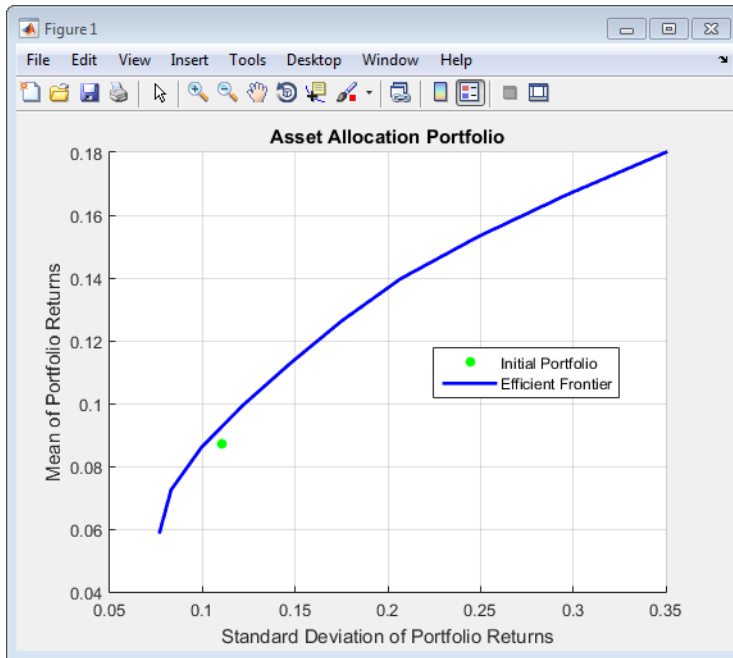 Figure 1
File Edit View Insert Tools Desktop Window Help
Asset Allocation Portfolio
0.18
0.16
0.14
0.12
0.1
0.08
0.06
0.04
Mean of Portfolio Returns
Initial Portfolio
Efficient Frontier
0.05 0.1 0.15 0.2 0.25 0.3 0.35
Standard Deviation of Portfolio Returns